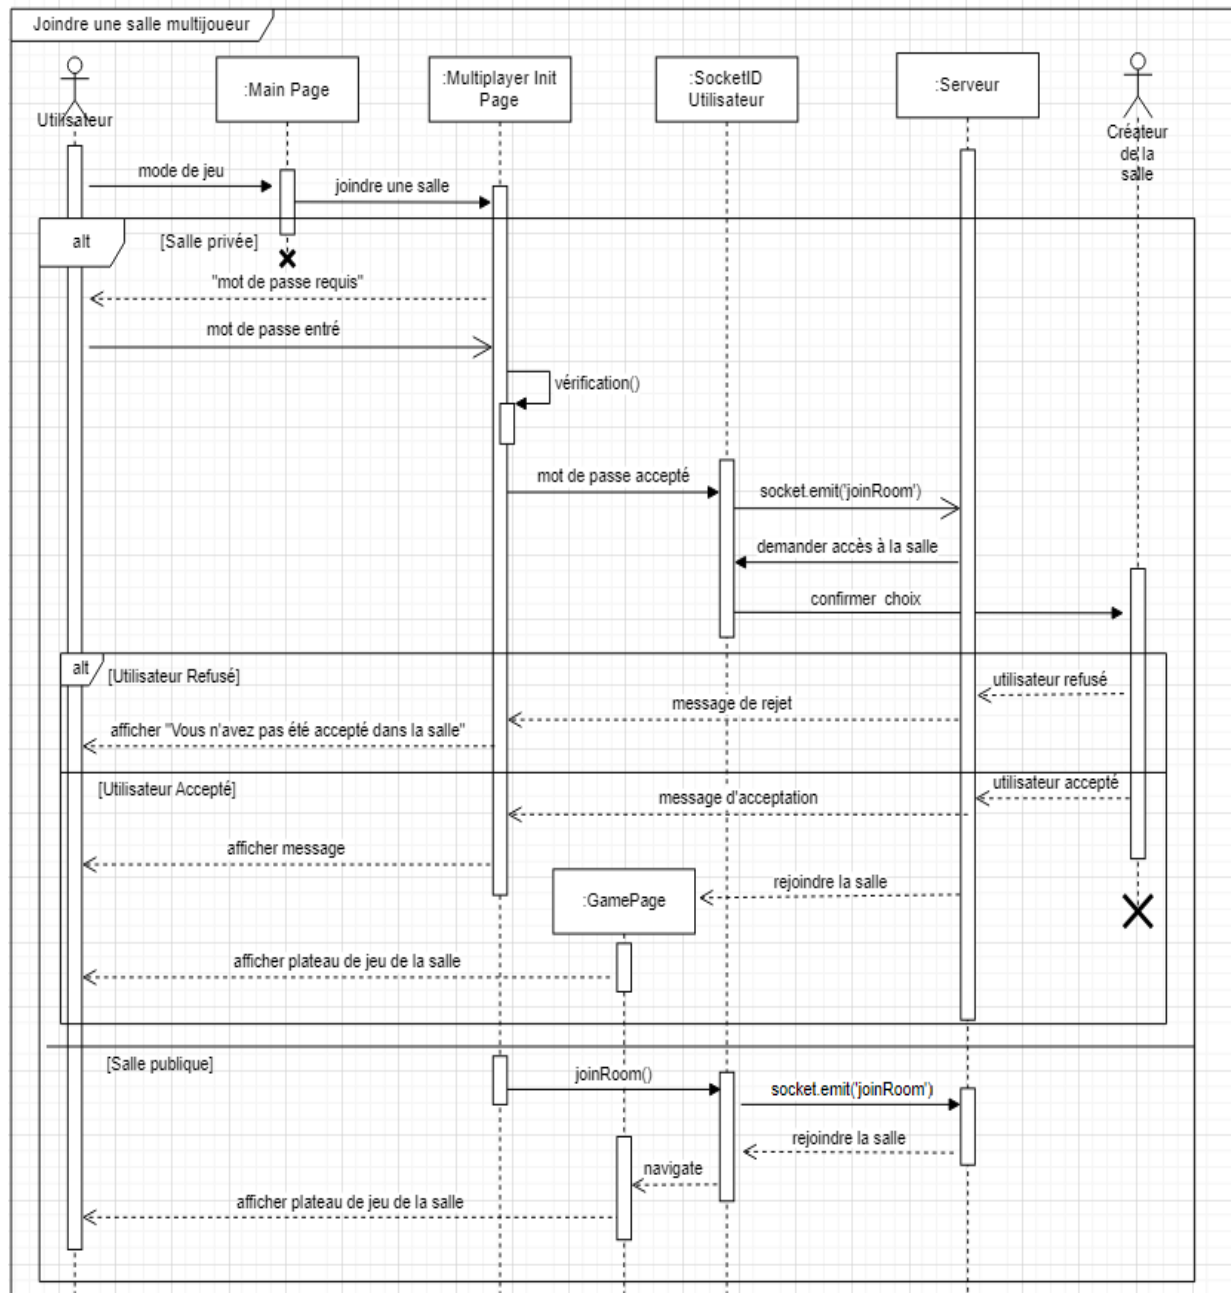 Joindre une salle multijoueur
:Main Page
:Multiplayer Init
Page
:SocketID
Utilisateur
:Serveur
Utilisateur
Créateur
de la
salle
mode de jeu
joindre une salle
alt
[Salle privée]
"mot de passe requis"
mot de passe entré
vérification()
mot de passe accepté
socket.emit('joinRoom')
demander accès à la salle
confirmer choix
alt
[Utilisateur Refusé]
utilisateur refusé
message de rejet
afficher "Vous n'avez pas été accepté dans la salle"
[Utilisateur Accepté]
utilisateur accepté
message d'acceptation
afficher message
rejoindre la salle
:GamePage
afficher plateau de jeu de la salle
[Salle publique]
joinRoom()
socket.emit('joinRoom')
rejoindre la salle
navigate
afficher plateau de jeu de la salle